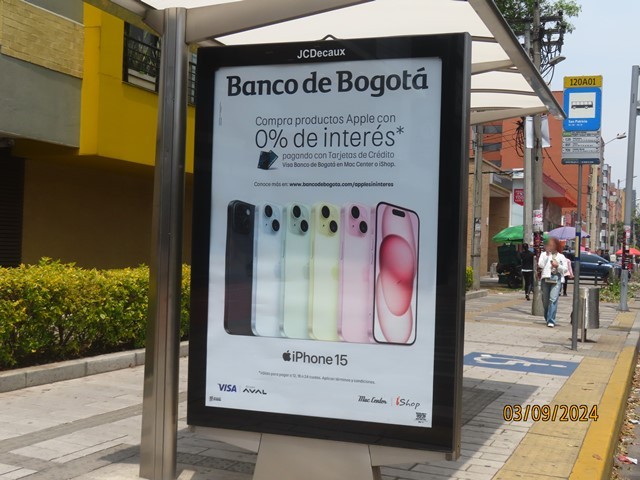 JCDecaux
Banco de Bogotá
Compra productos Apple con
0% de interés*
pagando con Tarjetas de Crédito
Visa Banco de Bogotá en Mac Center o iShop.
Conoce más en: www.bancodebogota.com/applesininteres
iPhone 15
VISA
AVAL
Mac Center
iShop
120A01
03/09/2024